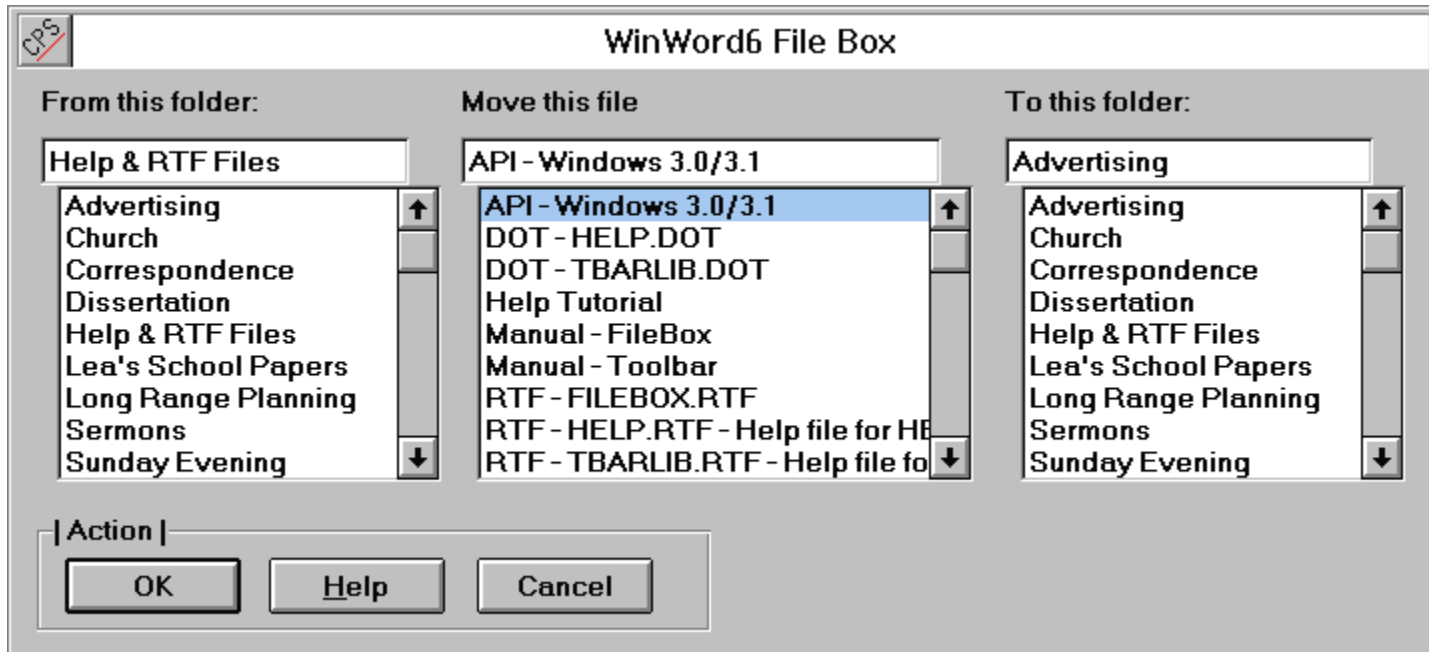 CPS
WinWord6 File Box
From this folder:
Help & RTF Files
Advertising
Church
Correspondence
Dissertation
Help & RTF Files
Lea's School Papers
Long Range Planning
Sermons
Sunday Evening
Move this file
API - Windows 3.0/3.1
API - Windows 3.0/3.1
DOT - HELP.DOT
DOT - TBARLIB.DOT
Help Tutorial
Manual - FileBox
Manual - Toolbar
RTF - FILEBOX.RTF
RTF - HELP.RTF - Help file for HE
RTF - TBARLIB.RTF - Help file fo
To this folder:
Advertising
Advertising
Church
Correspondence
Dissertation
Help & RTF Files
Lea's School Papers
Long Range Planning
Sermons
Sunday Evening
| Action |
OK
Help
Cancel